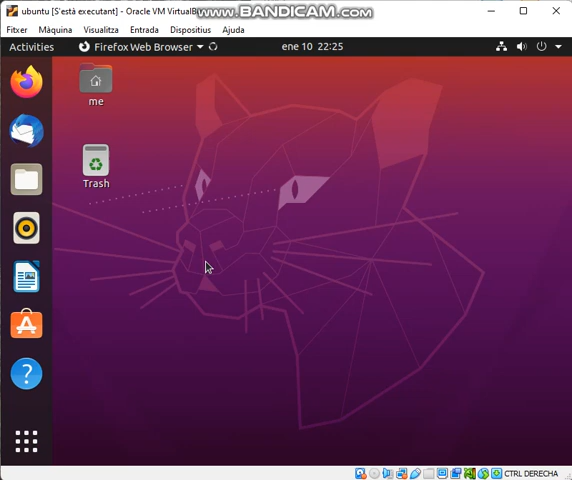 ubuntu [S'està executant] - Oracle VM VirtualB
WWW.BANDICAM.COM
Fitxer Màquina Visualitza Entrada Dispositius Ajuda
Activities Firefox Web Browser ene 10 22:25
me
Trash
?
CTRL DERECHA